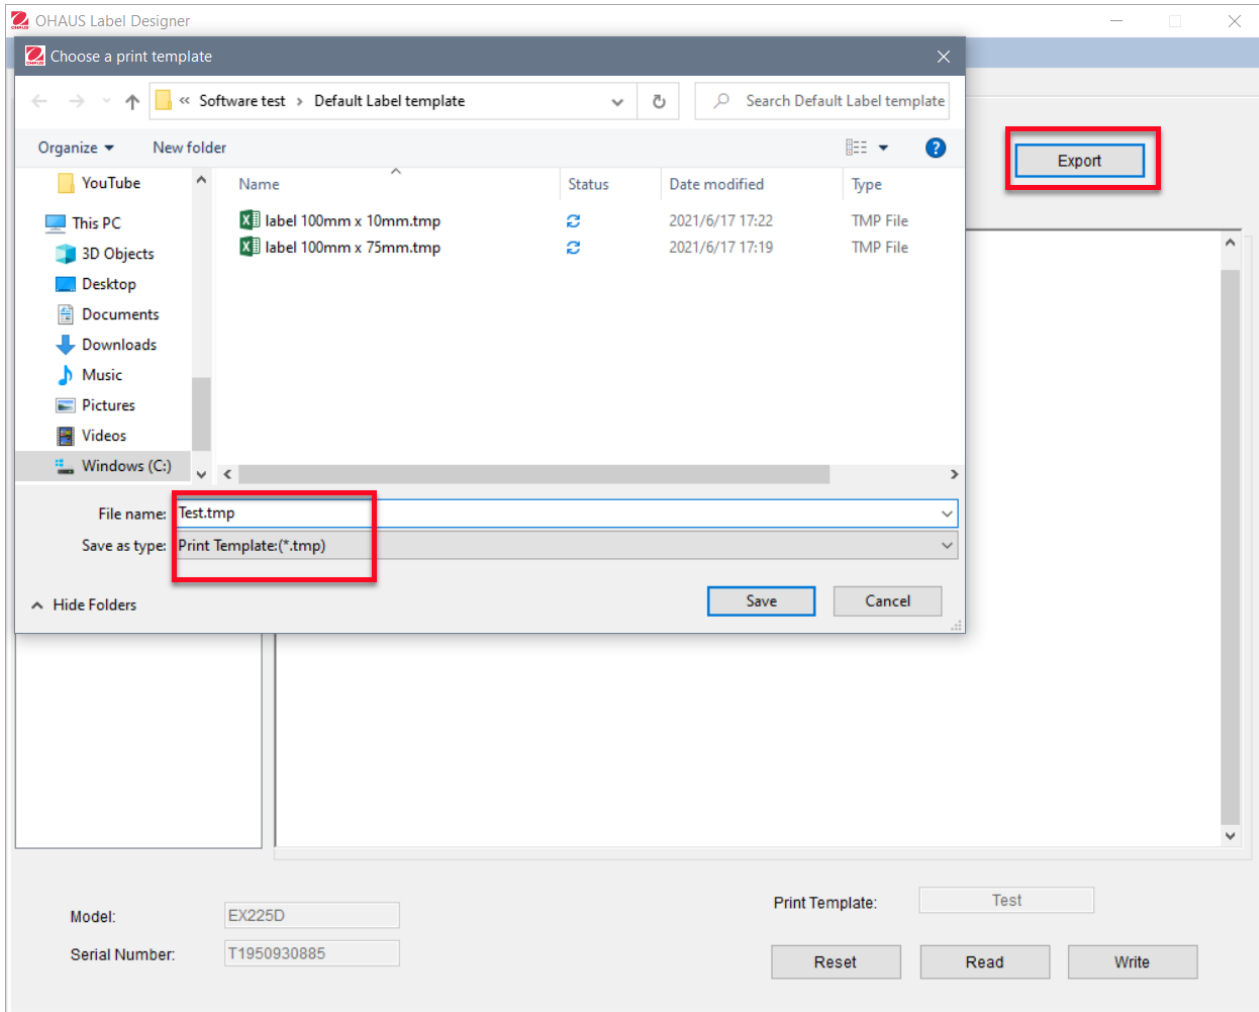 OHAUS Label Designer
Choose a print template
« Software test > Default Label template
Search Default Label template
Organize
New folder
Export
YouTube
This PC
3D Objects
Desktop
Documents
Downloads
Music
Pictures
Videos
Windows (C:)
Name Status Date modified Type
label 100mm x 10mm.tmp 2021/6/17 17:22 TMP File
label 100mm x 75mm.tmp 2021/6/17 17:19 TMP File
File name: Test.tmp
Save as type: Print Template:(*.tmp)
Hide Folders
Save
Cancel
Model: EX225D
Serial Number: T1950930885
Print Template: Test
Reset
Read
Write